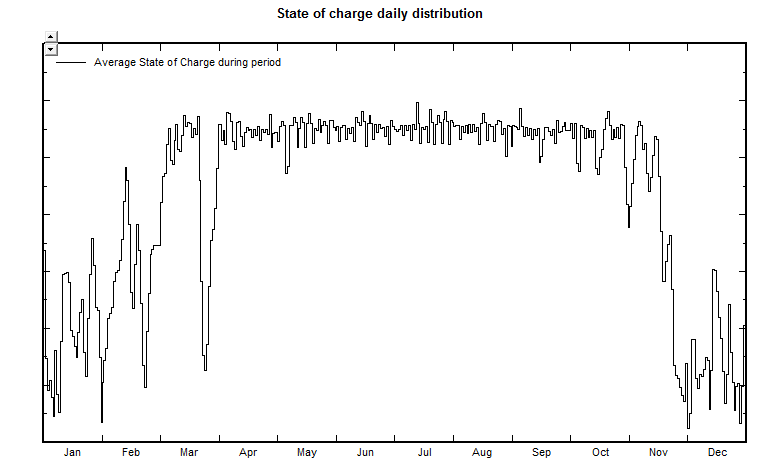 State of charge daily distribution
Average State of Charge during period
Jan Feb Mar Apr May Jun Jul Aug Sep Oct Nov Dec